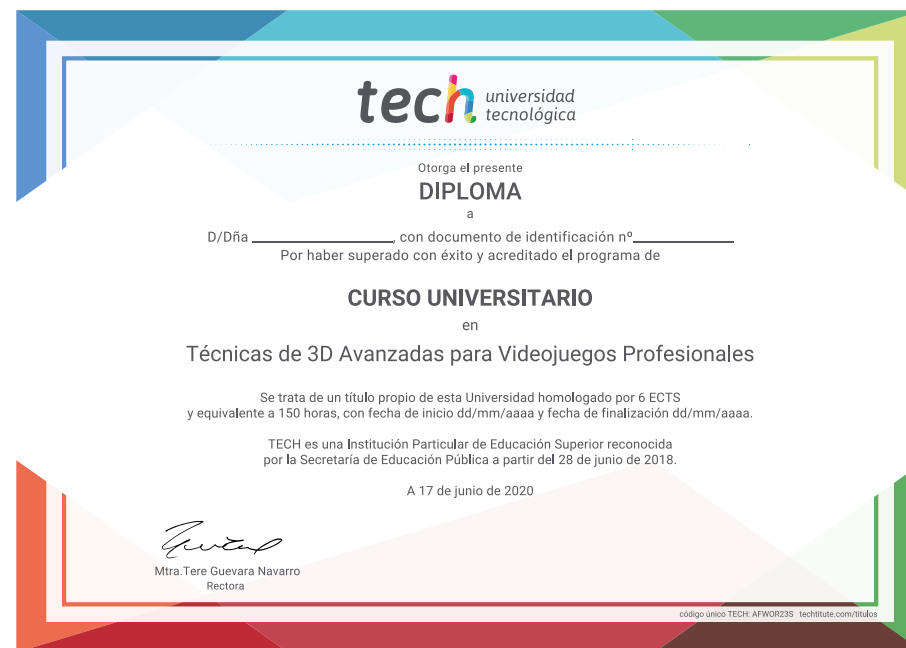 tech universidad
tecnológica
Otorga el presente
DIPLOMA
a
D/Dña ____________________, con documento de identificación nº______________
Por haber superado con éxito y acreditado el programa de
CURSO UNIVERSITARIO
en
Técnicas de 3D Avanzadas para Videojuegos Profesionales
Se trata de un título propio de esta Universidad homologado por 6 ECTS
y equivalente a 150 horas, con fecha de inicio dd/mm/aaaa y fecha de finalización dd/mm/aaaa.
TECH es una Institución Particular de Educación Superior reconocida
por la Secretaría de Educación Pública a partir del 28 de junio de 2018.
A 17 de junio de 2020
Mtra.Tere Guevara Navarro
Rectora
código único TECH: AFWOR23S techtitute.com/titulos